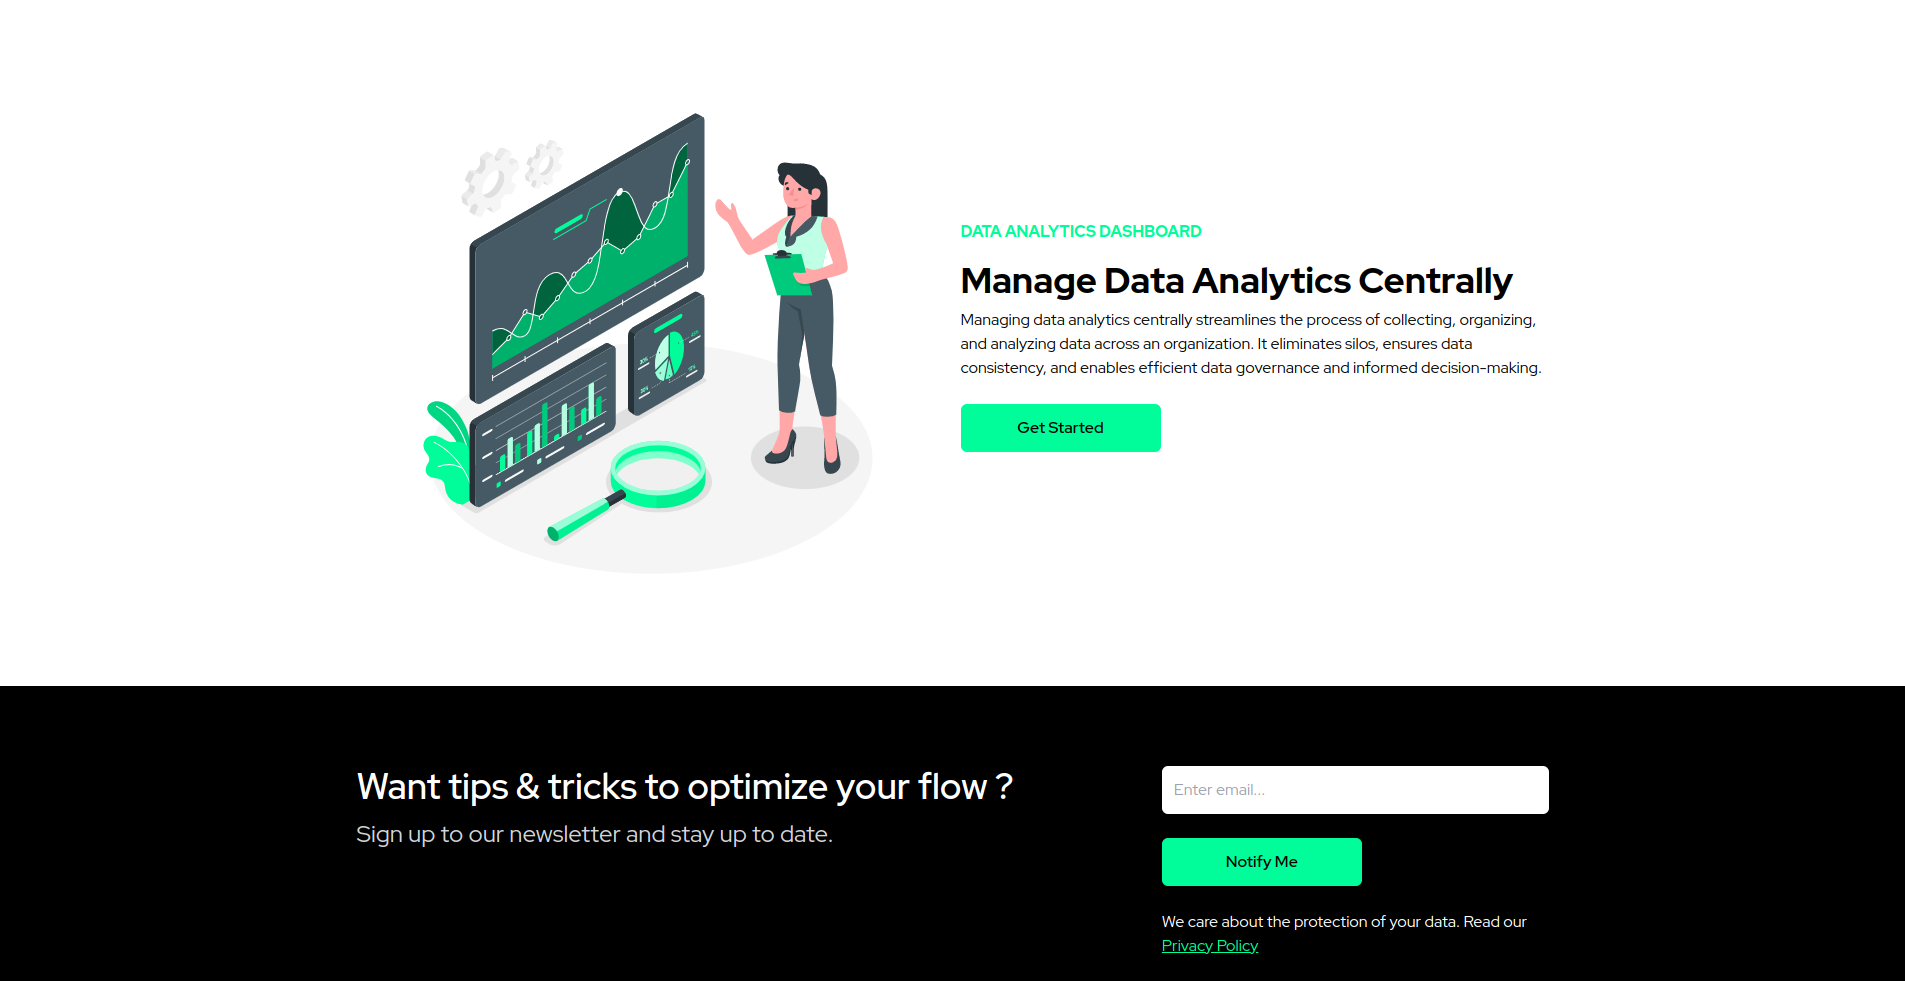 DATA ANALYTICS DASHBOARD
Manage Data Analytics Centrally
Managing data analytics centrally streamlines the process of collecting, organizing,
and analyzing data across an organization. It eliminates silos, ensures data
consistency, and enables efficient data governance and informed decision-making.
Get Started
Want tips & tricks to optimize your flow ?
Sign up to our newsletter and stay up to date.
Enter email...
Notify Me
We care about the protection of your data. Read our
Privacy Policy